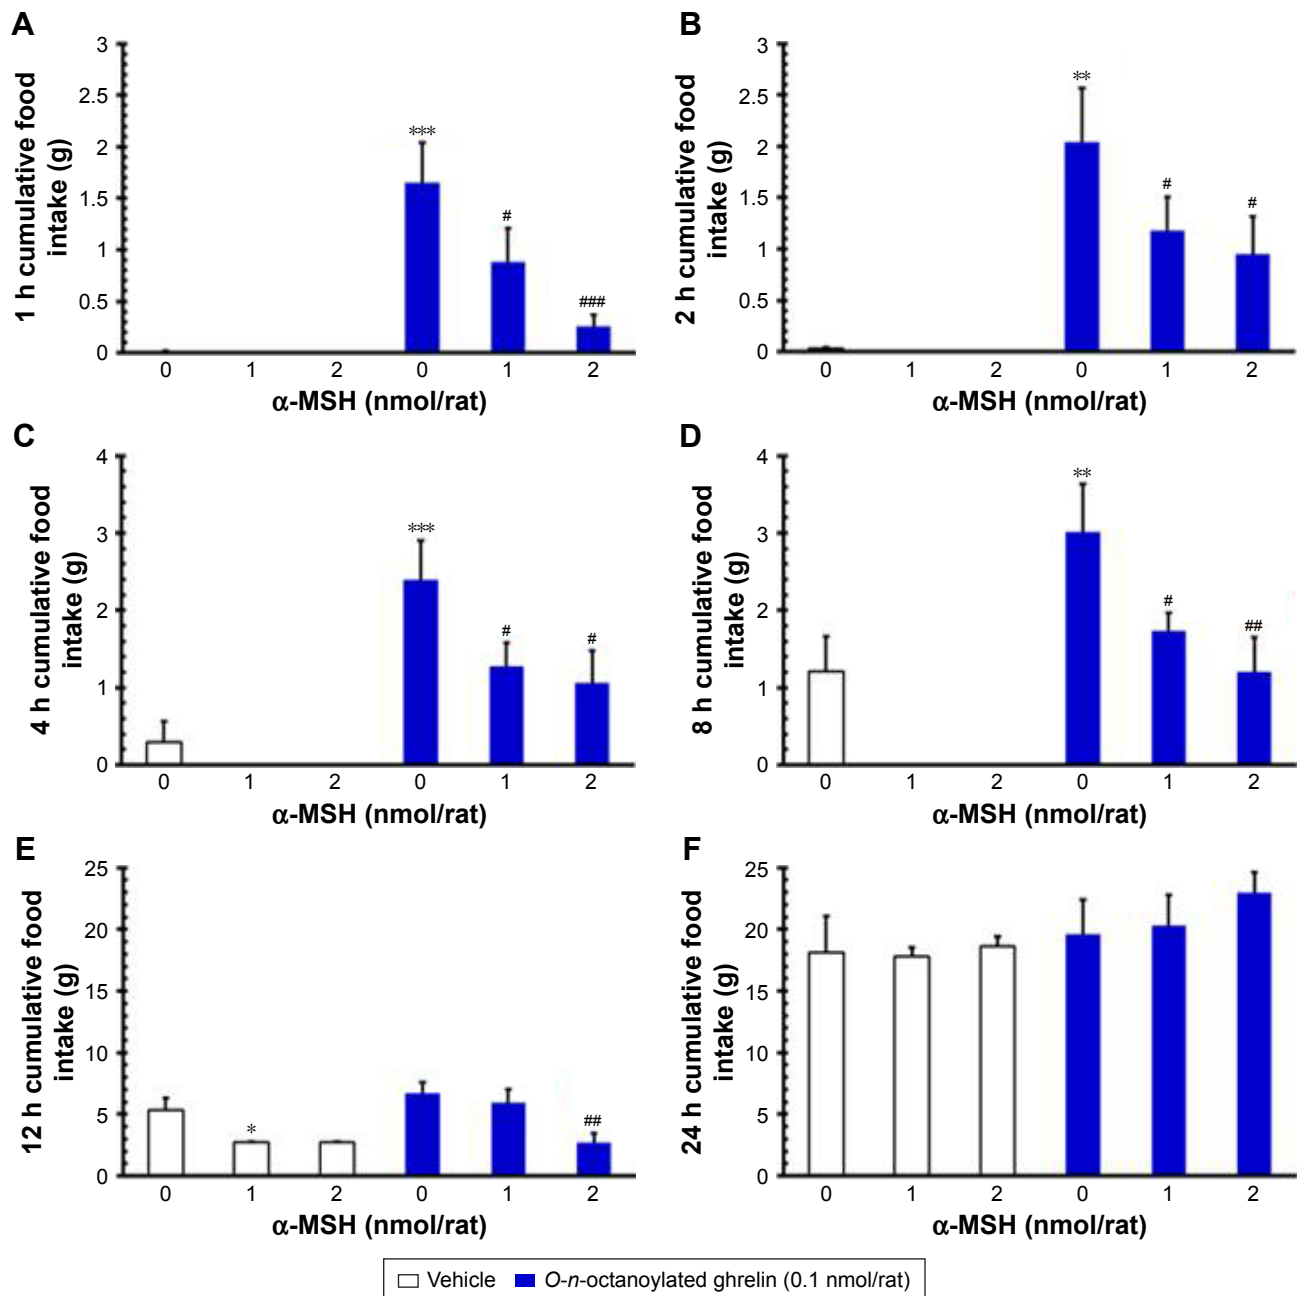 A
1 h cumulative food
intake (g)
3
2.5
2
1.5
1
0.5
0
***
#
###
0 1 2 0 1 2
α-MSH (nmol/rat)
B
2 h cumulative food
intake (g)
3
2.5
2
1.5
1
0.5
0
**
#
#
0 1 2 0 1 2
α-MSH (nmol/rat)
C
4 h cumulative food
intake (g)
4
3
2
1
0
***
#
#
0 1 2 0 1 2
α-MSH (nmol/rat)
D
8 h cumulative food
intake (g)
4
3
2
1
0
**
#
##
0 1 2 0 1 2
α-MSH (nmol/rat)
E
12 h cumulative food
intake (g)
25
20
15
10
5
0
*
##
0 1 2 0 1 2
α-MSH (nmol/rat)
F
24 h cumulative food
intake (g)
25
20
15
10
5
0
0 1 2 0 1 2
α-MSH (nmol/rat)
Vehicle O-n-octanoylated ghrelin (0.1 nmol/rat)